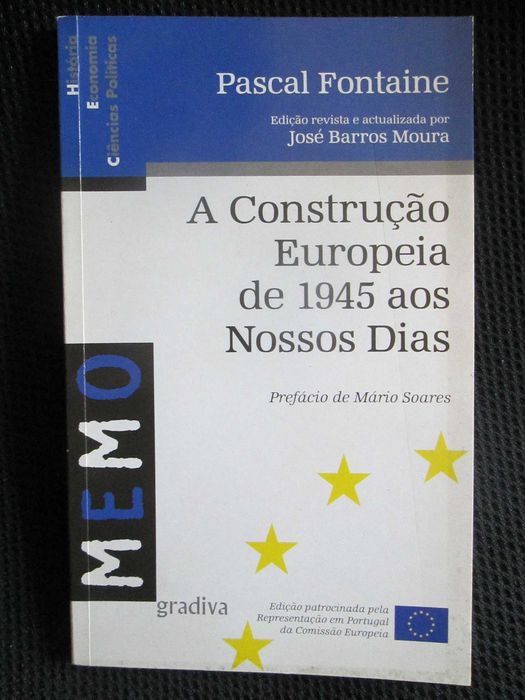 História
Economia
Ciências Políticas
Pascal Fontaine
Edição revista e actualizada por
José Barros Moura
A Construção
Europeia
de 1945 aos
Nossos Dias
Prefácio de Mário Soares
MEMO
gradiva
Edição patrocinada pela
Representação em Portugal
da Comissão Europeia